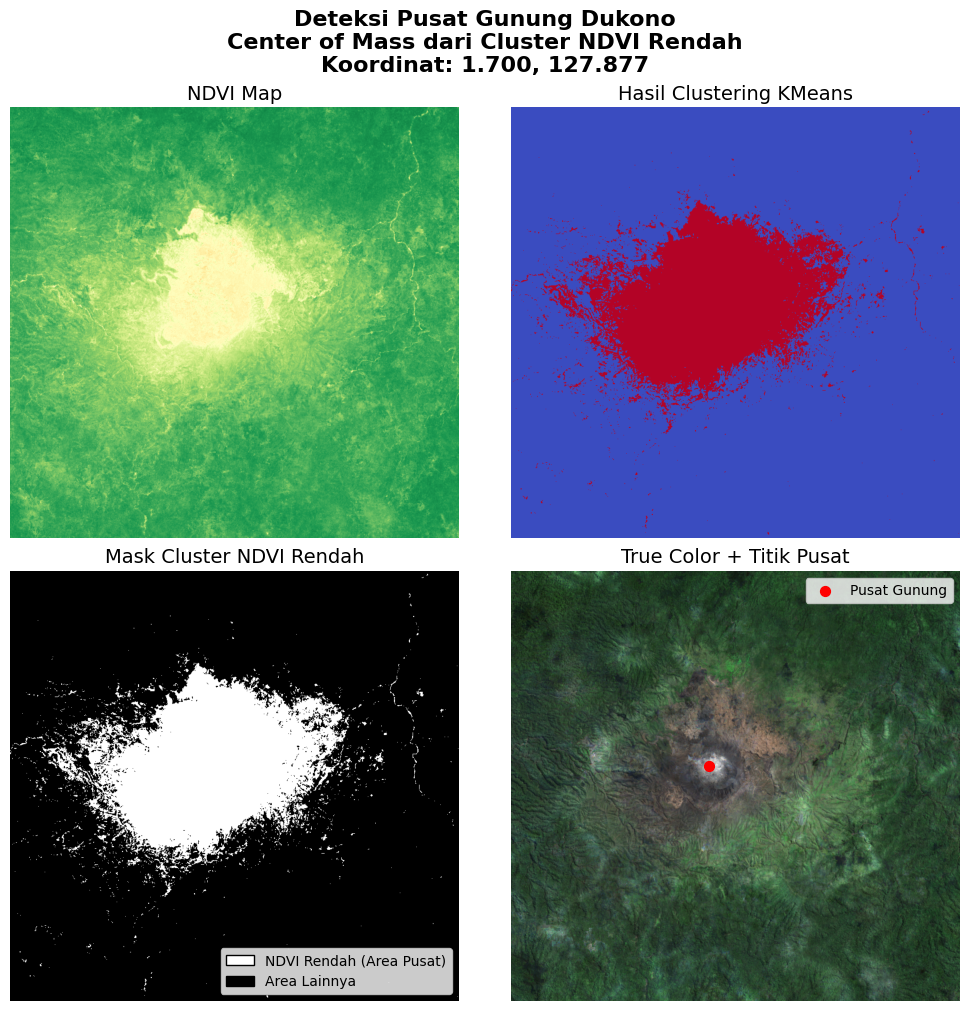 Deteksi Pusat Gunung Dukono
Center of Mass dari Cluster NDVI Rendah
Koordinat: 1.700, 127.877
NDVI Map
Hasil Clustering KMeans
Mask Cluster NDVI Rendah
NDVI Rendah (Area Pusat)
Area Lainnya
True Color + Titik Pusat
Pusat Gunung